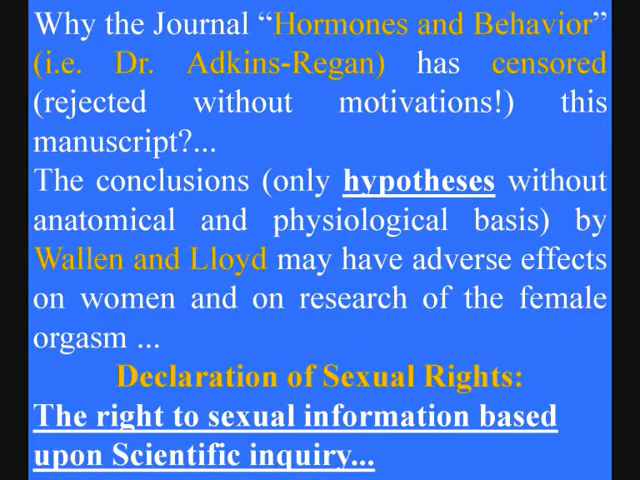 Why the Journal “Hormones and Behavior”
(i.e. Dr. Adkins-Regan) has censored
(rejected without motivations!) this
manuscript?...
The conclusions (only hypotheses without
anatomical and physiological basis) by
Wallen and Lloyd may have adverse effects
on women and on research of the female
orgasm ...
Declaration of Sexual Rights:
The right to sexual information based
upon Scientific inquiry...